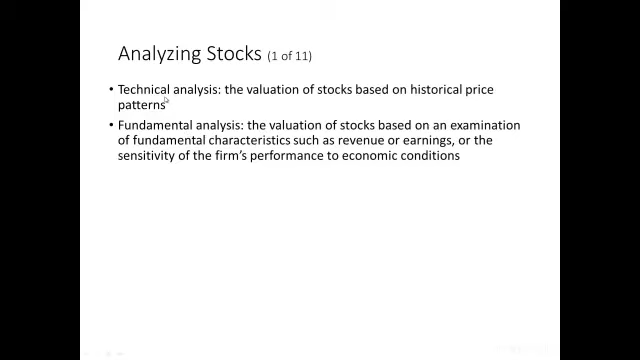 Analyzing Stocks (1 of 11)
• Technical analysis: the valuation of stocks based on historical price
patterns
• Fundamental analysis: the valuation of stocks based on an examination
of fundamental characteristics such as revenue or earnings, or the
sensitivity of the firm's performance to economic conditions